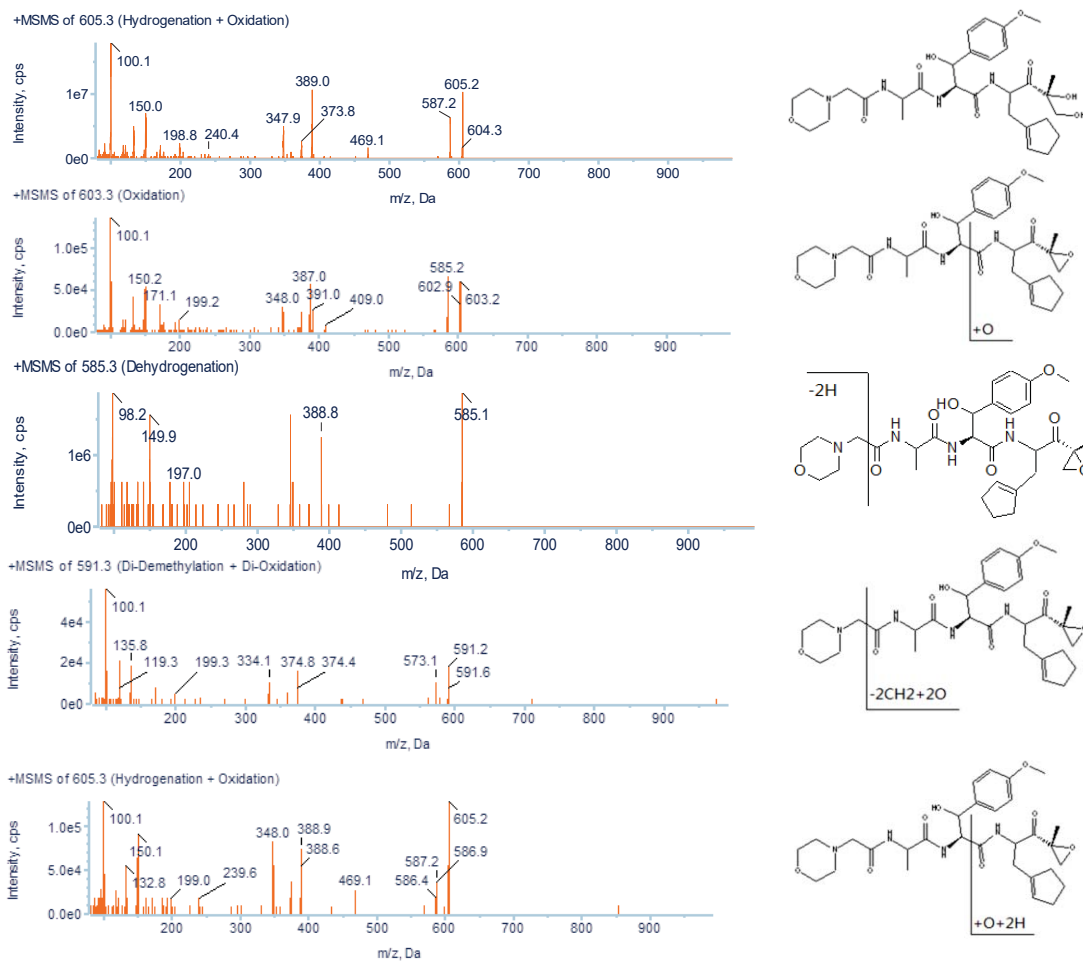 +MSMS of 605.3 (Hydrogenation + Oxidation)
Intensity, cps
1e7
0e0
100.1
150.0
198.8
240.4
347.9
373.8
389.0
469.1
587.2
605.2
604.3
100 200 300 400 500 600 700 800 900
m/z, Da
O
N
O
H
N
O
N
H
HO
O
O
H
N
O
OH
OH
+MSMS of 603.3 (Oxidation)
Intensity, cps
1.0e5
5.0e4
0.0e0
100.1
150.2
171.1
199.2
348.0
387.0
391.0
409.0
585.2
602.9
603.2
200 300 400 500 600 700 800 900
m/z, Da
O
N
O
H
N
O
N
H
HO
O
O
H
N
O
O
+O
+MSMS of 585.3 (Dehydrogenation)
Intensity, cps
1e6
0e0
98.2
149.9
197.0
388.8
585.1
100 200 300 400 500 600 700 800 900
m/z, Da
-2H
O
N
O
H
N
O
N
H
HO
O
O
H
N
O
O
+MSMS of 591.3 (Di-Demethylation + Di-Oxidation)
Intensity, cps
4e4
2e4
0e0
100.1
135.8
119.3
199.3
334.1
374.8
374.4
573.1
591.2
591.6
100 200 300 400 500 600 700 800 900
m/z, Da
O
N
O
H
N
O
N
H
HO
O
O
H
N
O
O
-2CH2+2O
+MSMS of 605.3 (Hydrogenation + Oxidation)
Intensity, cps
1.0e5
5.0e4
0.0e0
100.1
150.1
132.8
199.0
239.6
348.0
388.9
388.6
469.1
587.2
586.4
605.2
586.9
100 200 300 400 500 600 700 800 900
m/z, Da
O
N
O
H
N
O
N
H
HO
O
O
H
N
O
O
+O+2H